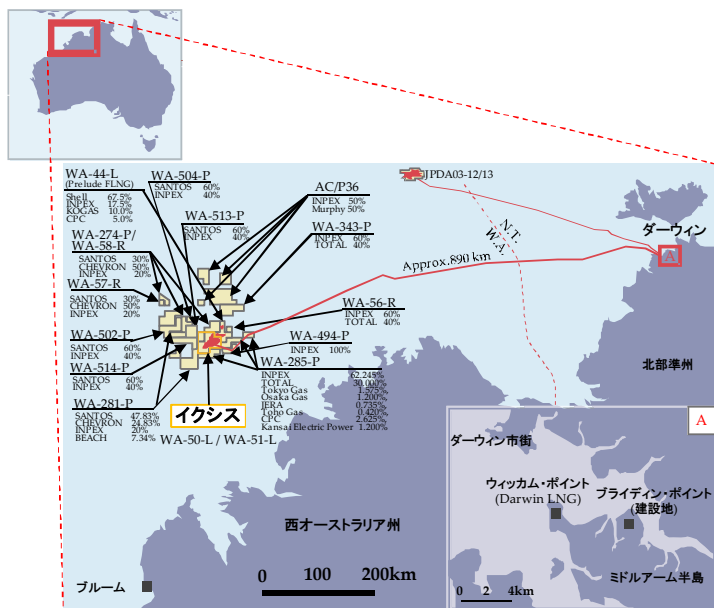 WA-44-L
(Prelude FLNG)
Shell 67.5%
INPEX 17.5%
KOGAS 10.0%
CPC 5.0%
WA-504-P
SANTOS 60%
INPEX 40%
WA-513-P
SANTOS 60%
INPEX 40%
AC/P36
INPEX 50%
Murphy 50%
WA-343-P
INPEX 60%
TOTAL 40%
JPDA03-12/13
N.T.
W.A.
Approx.890 km
ダーウィン
A
WA-274-P/
WA-58-R
SANTOS 30%
CHEVRON 50%
INPEX 20%
WA-57-R
SANTOS 30%
CHEVRON 50%
INPEX 20%
WA-502-P
SANTOS 60%
INPEX 40%
WA-514-P
SANTOS 60%
INPEX 40%
WA-281-P
SANTOS 47.83%
CHEVRON 24.83%
INPEX 20%
BEACH 7.34%
WA-56-R
INPEX 60%
TOTAL 40%
WA-494-P
INPEX 100%
WA-285-P
INPEX 62.245%
TOTAL 30.000%
Tokyo Gas 1.575%
Osaka Gas 1.200%
JERA 0.735%
Toho Gas 0.420%
CPC 2.625%
Kansai Electric Power 1.200%
イクシス
WA-50-L / WA-51-L
北部準州
西オーストラリア州
ブルーム
0 100 200km
A
ダーウィン市街
ウィッカム・ポイント
(Darwin LNG)
ブライディン・ポイント
(建設地)
ミドルアーム半島
0 2 4km